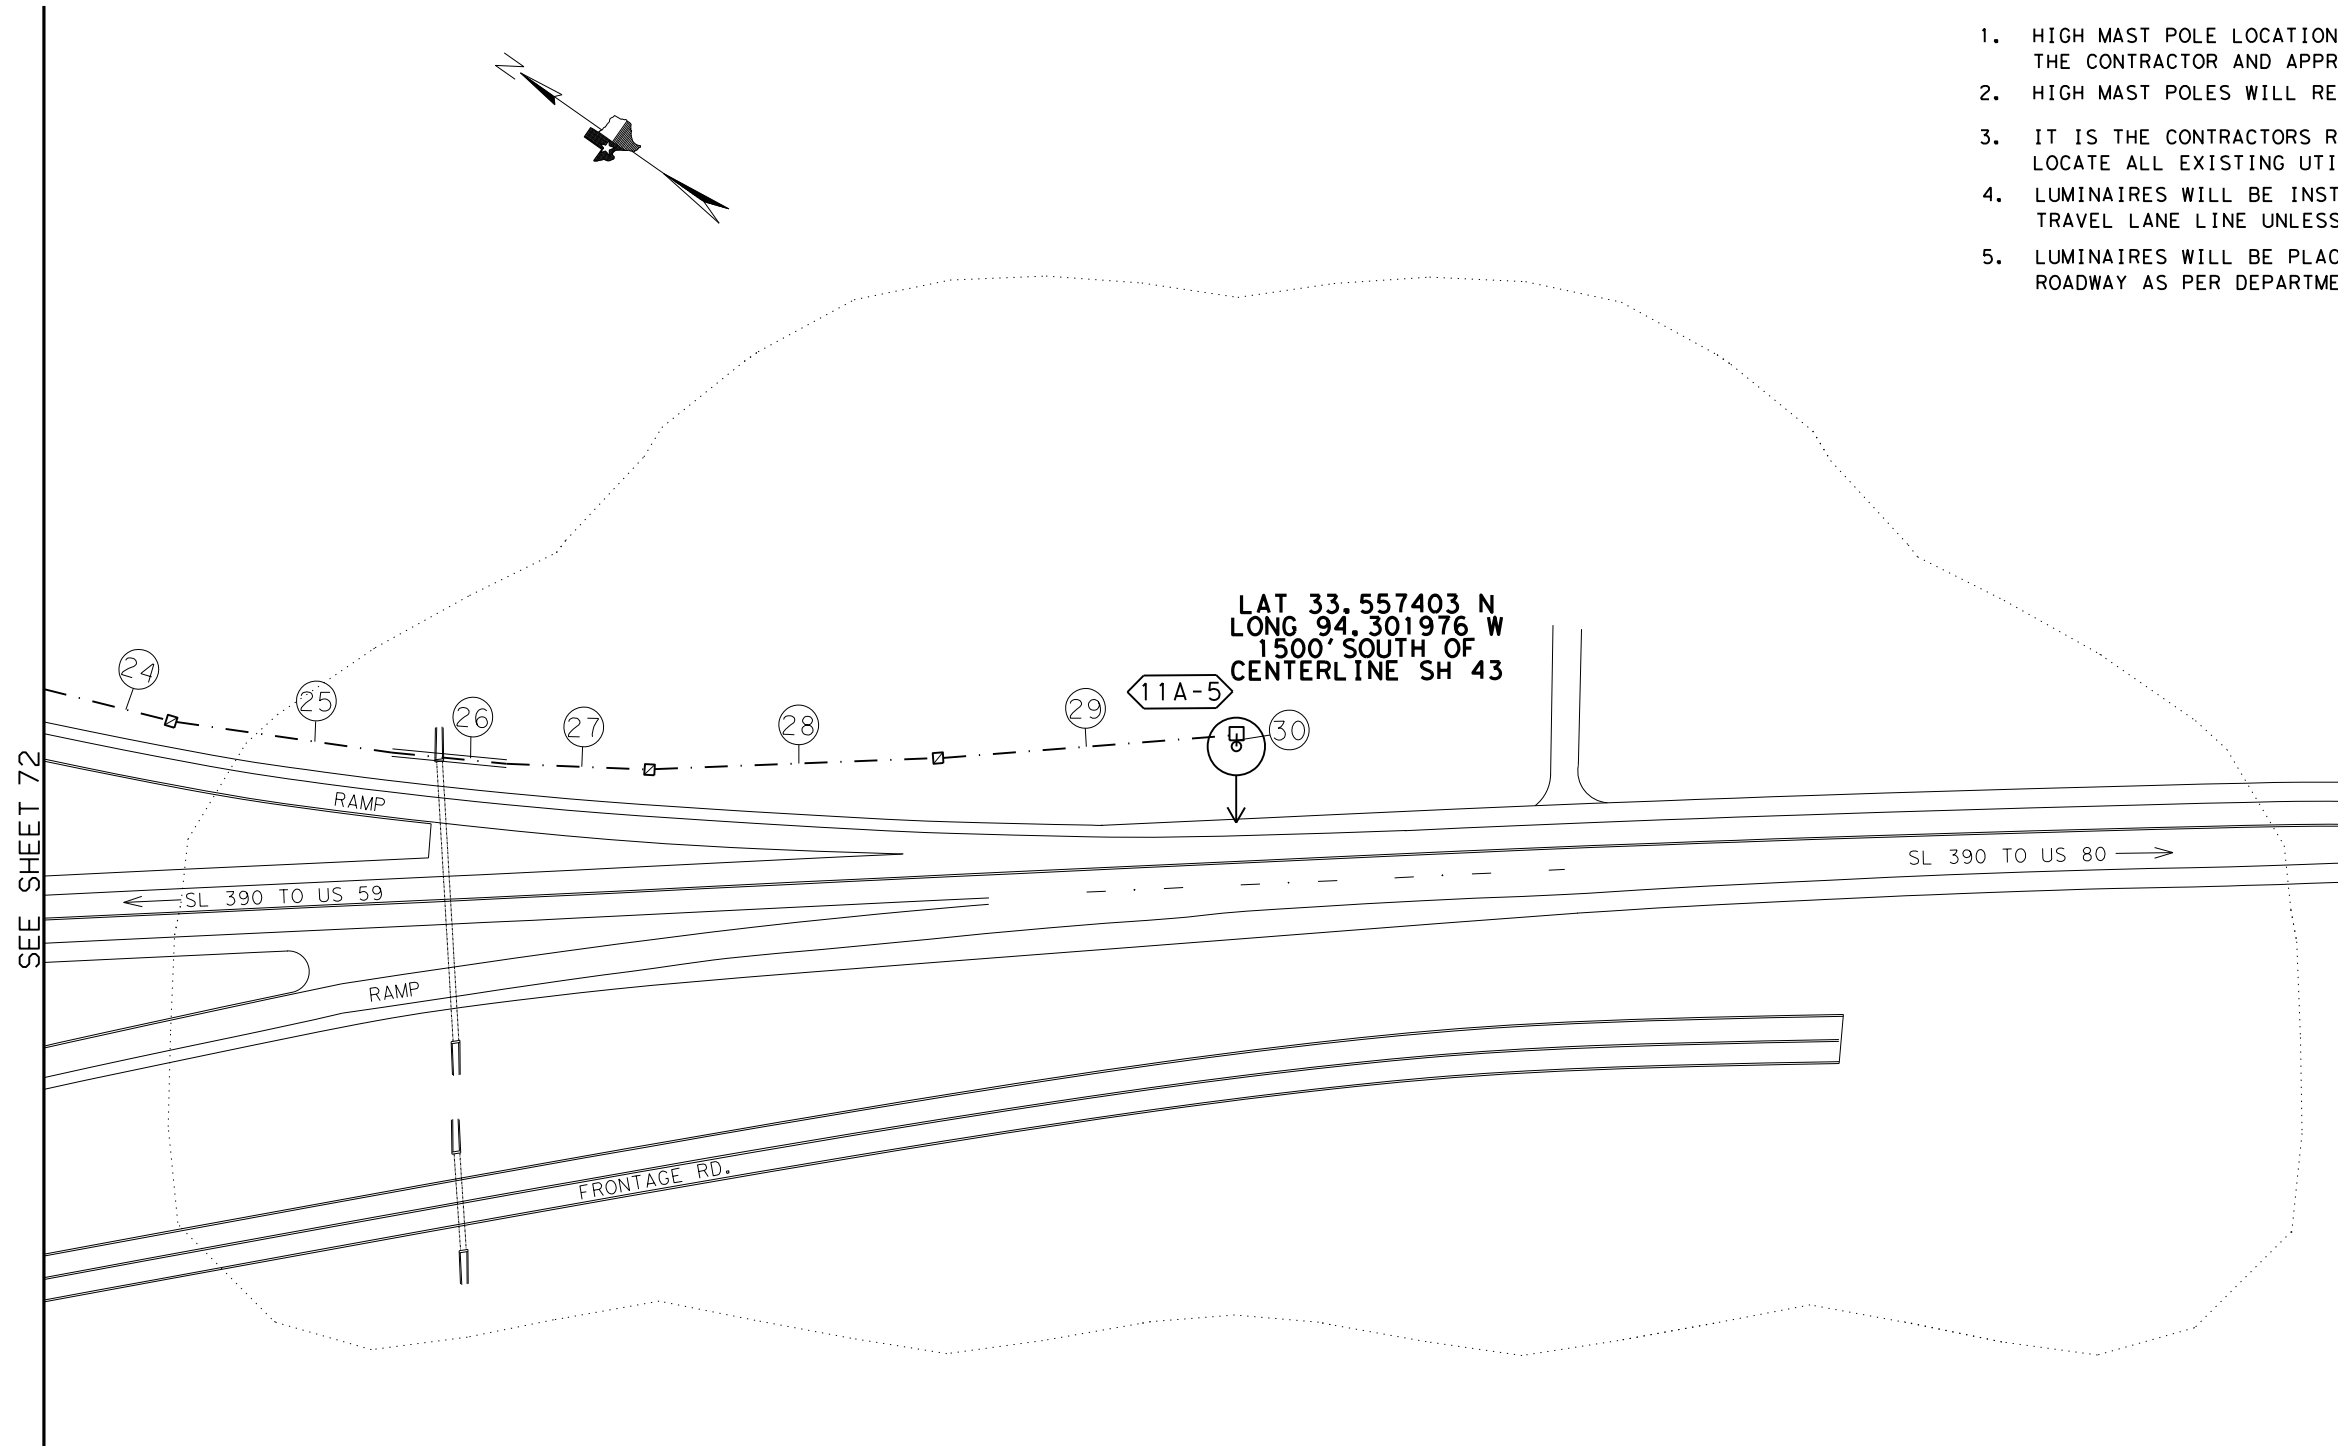 1. HIGH MAST POLE LOCATION
THE CONTRACTOR AND APPR
2. HIGH MAST POLES WILL RE
3. IT IS THE CONTRACTORS R
LOCATE ALL EXISTING UTI
4. LUMINAIRES WILL BE INST
TRAVEL LANE LINE UNLESS
5. LUMINAIRES WILL BE PLAC
ROADWAY AS PER DEPARTME
N
LAT 33.557403 N
LONG 94.301976 W
1500' SOUTH OF
CENTERLINE SH 43
11A-5
24
25
26
27
28
29
30
SEE SHEET 72
RAMP
SL 390 TO US 59
SL 390 TO US 80
RAMP
FRONTAGE RD.